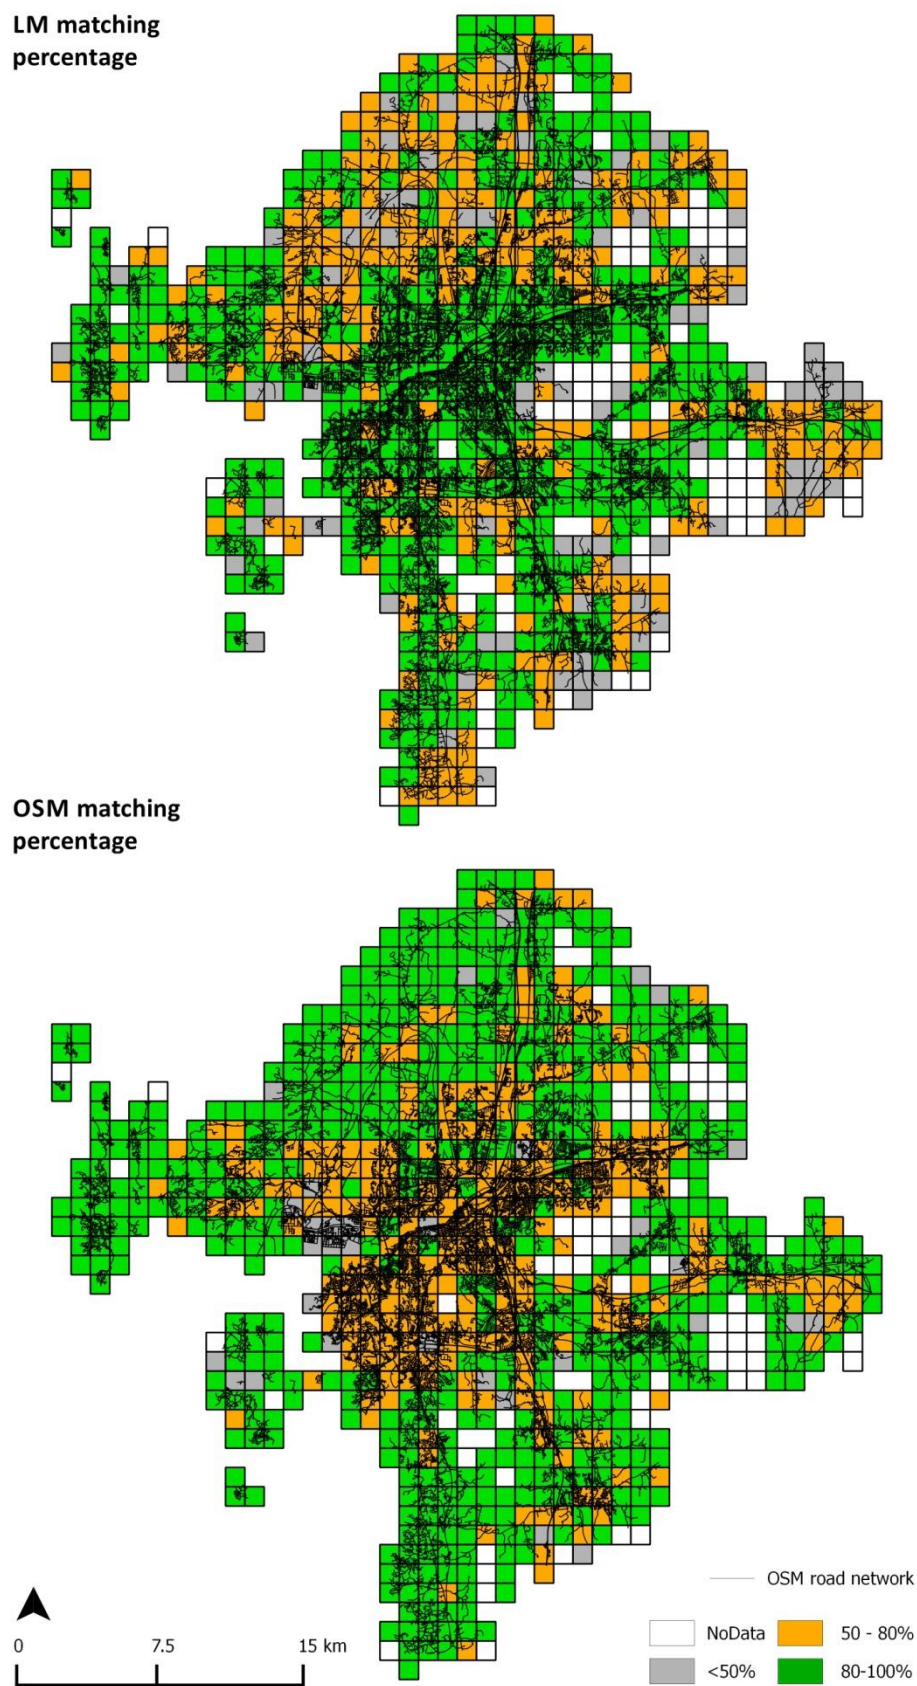 LM matching
percentage
OSM matching
percentage
OSM road network
0 7.5 15 km
NoData 50 - 80%
<50% 80-100%